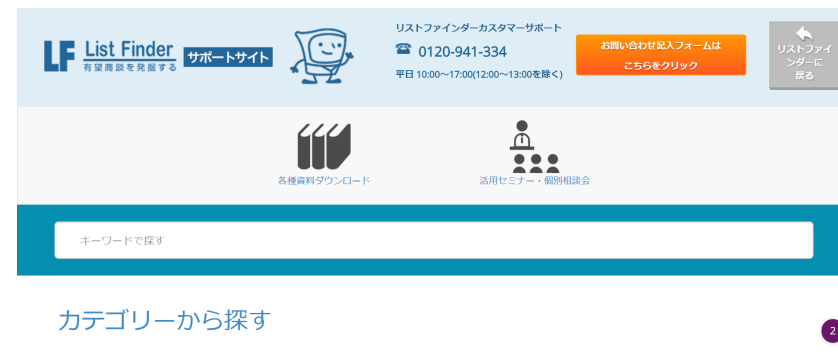 LF List Finder
有望商談を発掘する
サポートサイト
リストファインダーカスタマーサポート
0120-941-334
平日 10:00～17:00(12:00～13:00を除く)
お問い合わせ記入フォームは
こちらをクリック
リストファイ
ンダーに
戻る
各種資料ダウンロード
活用セミナー・個別相談会
キーワードで探す
カテゴリーから探す
2